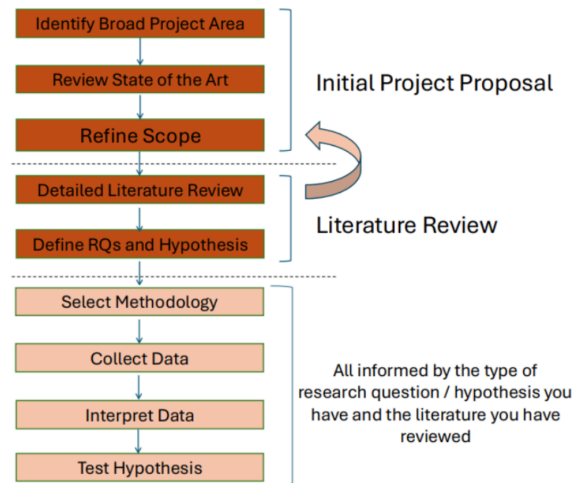 Identify Broad Project Area
Review State of the Art
Refine Scope
Initial Project Proposal
Detailed Literature Review
Define RQs and Hypothesis
Literature Review
Select Methodology
Collect Data
Interpret Data
Test Hypothesis
All informed by the type of
research question / hypothesis you
have and the literature you have
reviewed